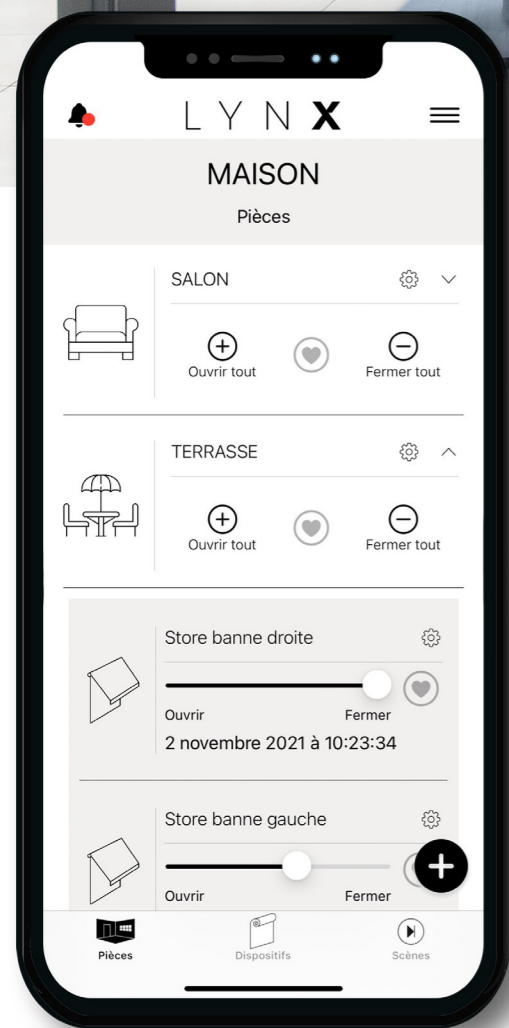 LYNX
MAISON
Pièces
SALON
Ouvrir tout
Fermer tout
TERRASSE
Ouvrir tout
Fermer tout
Store banne droite
Ouvrir
Fermer
2 novembre 2021 à 10:23:34
Store banne gauche
Ouvrir
Fermer
Pièces
Dispositifs
Scènes